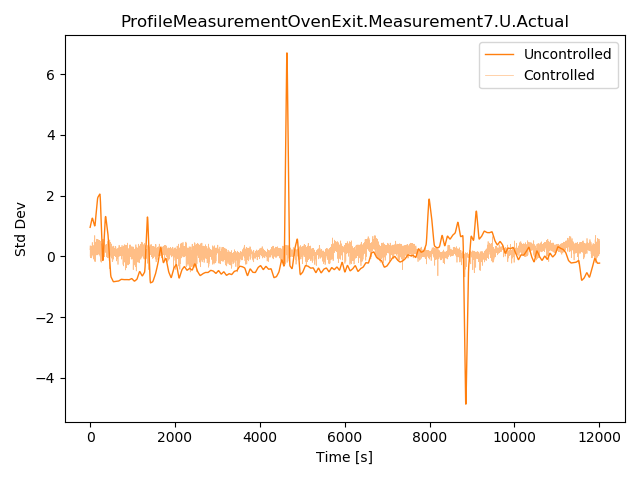 ProfileMeasurementOvenExit.Measurement7.U.Actual
Uncontrolled
Controlled
Std Dev
6
4
2
0
−2
−4
0 2000 4000 6000 8000 10000 12000
Time [s]